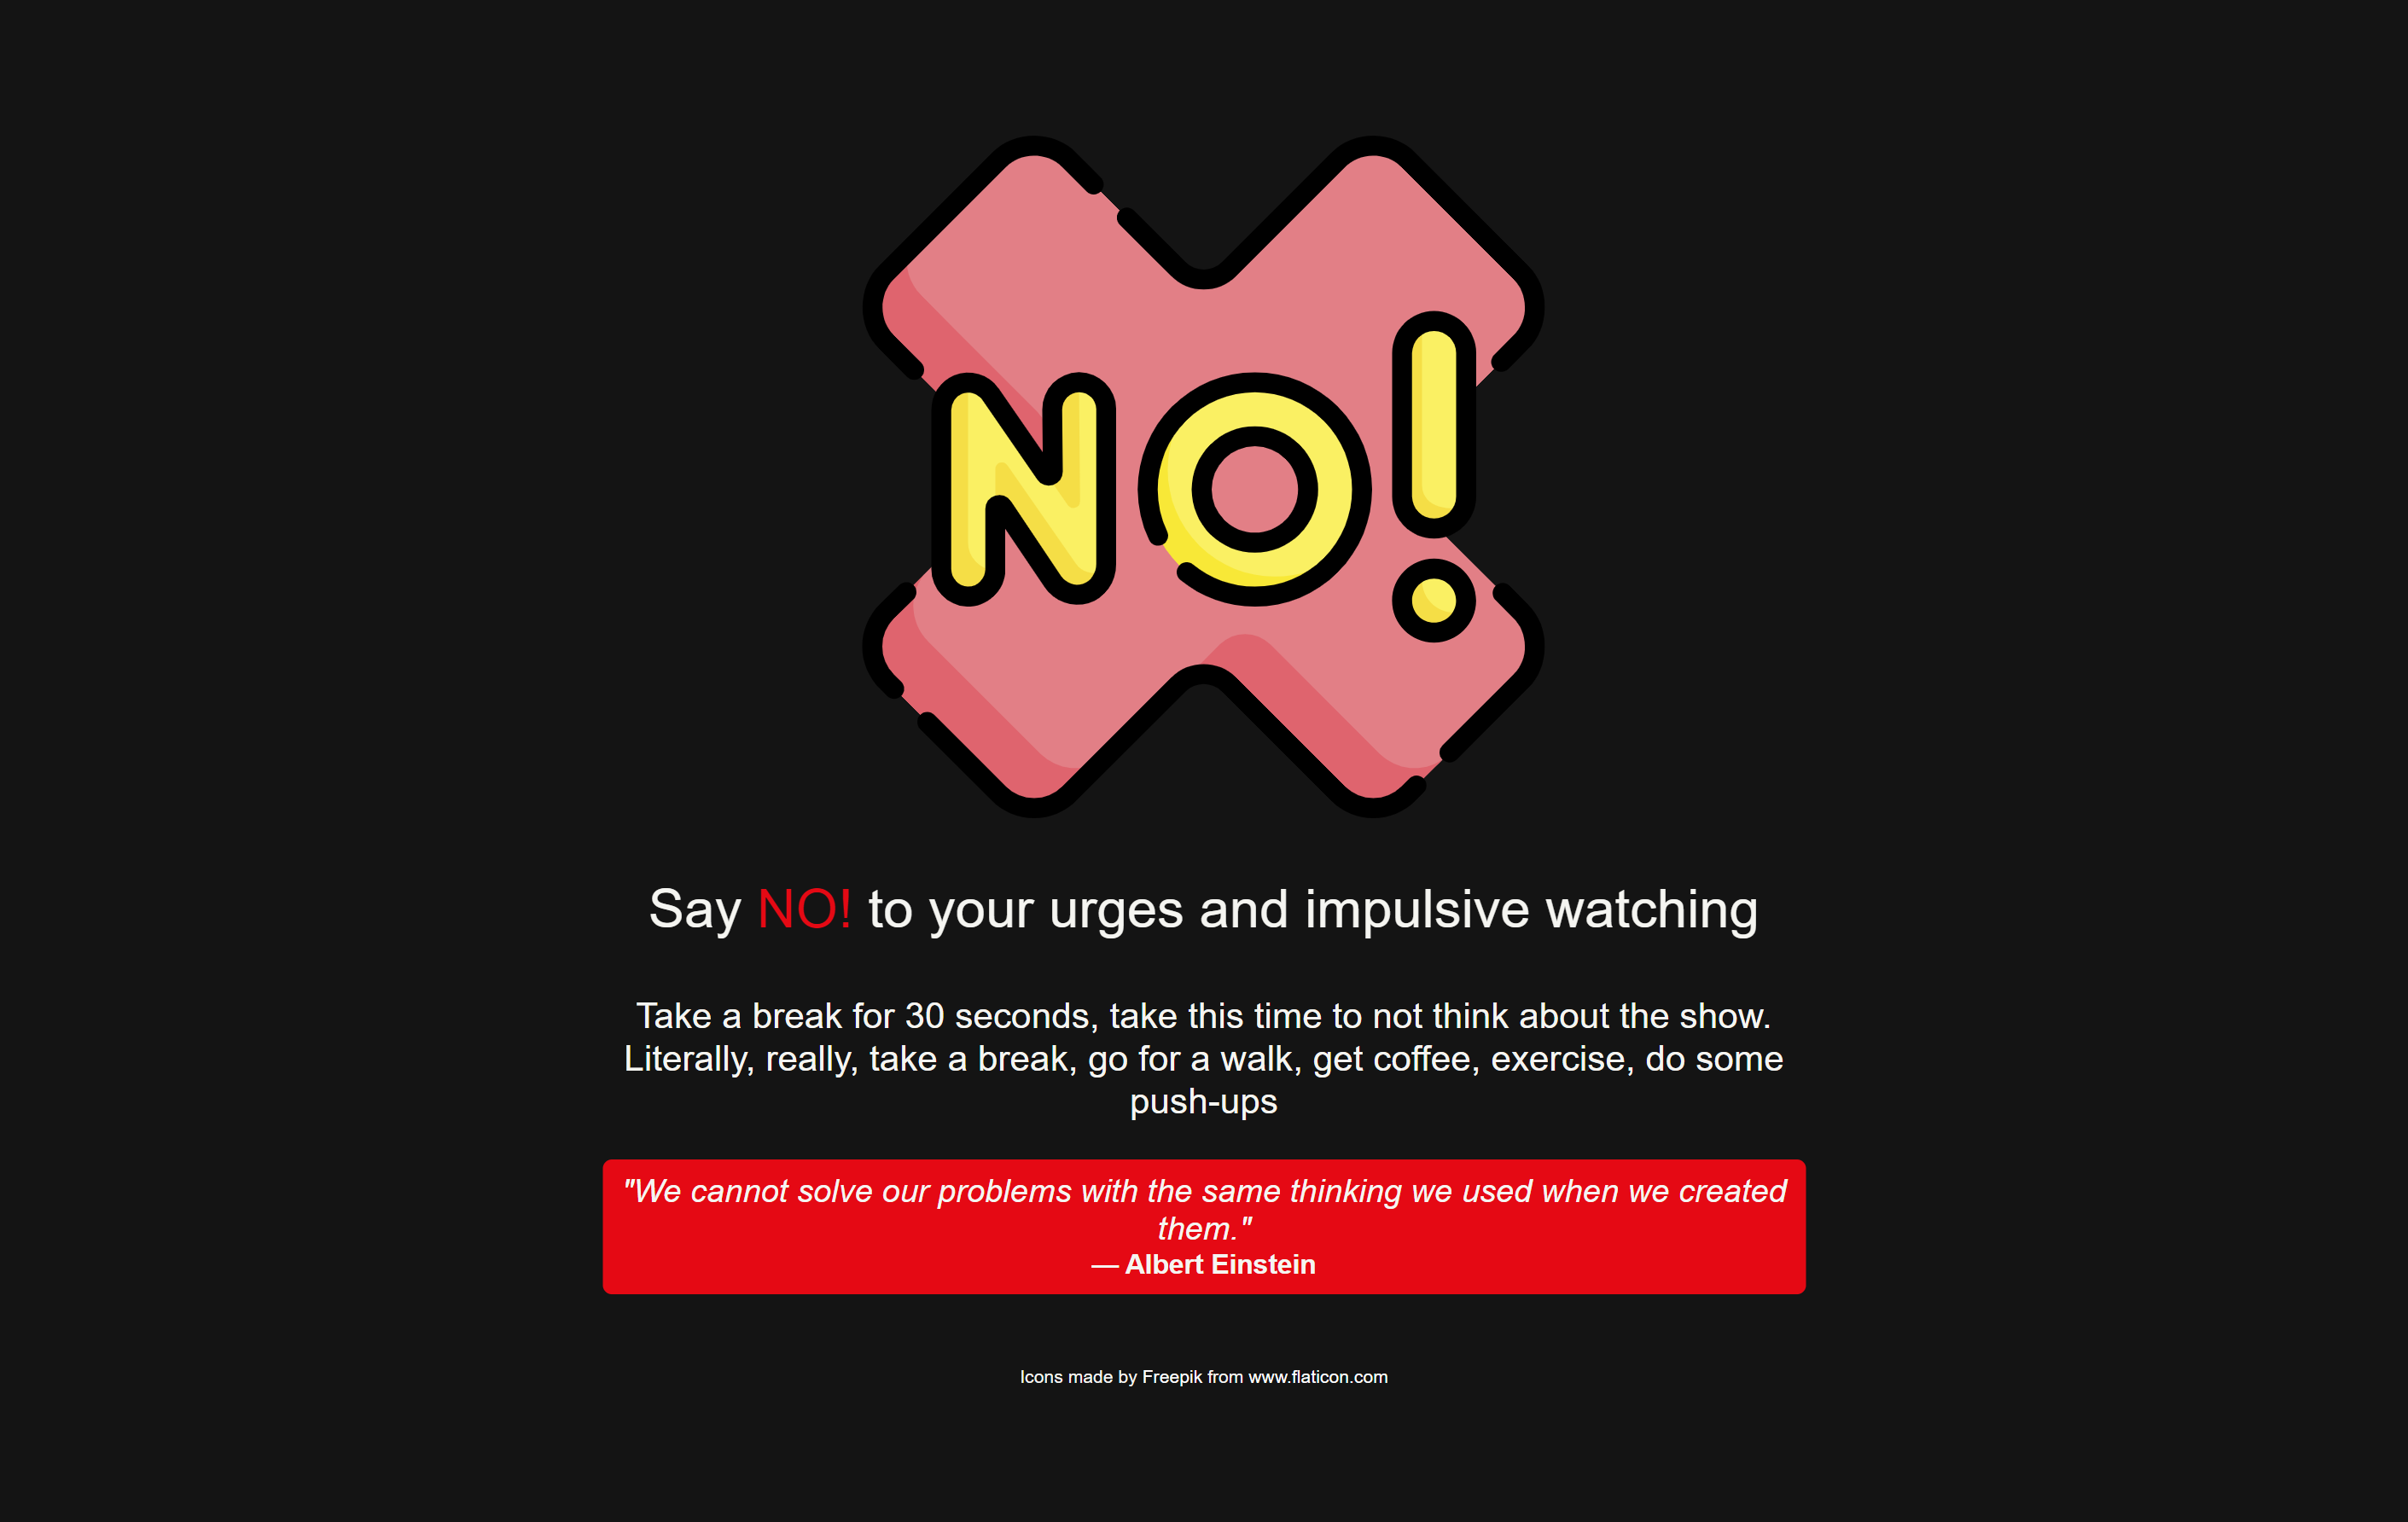 NO!
Say NO! to your urges and impulsive watching
Take a break for 30 seconds, take this time to not think about the show.
Literally, really, take a break, go for a walk, get coffee, exercise, do some
push-ups
"We cannot solve our problems with the same thinking we used when we created
them."
— Albert Einstein
Icons made by Freepik from www.flaticon.com